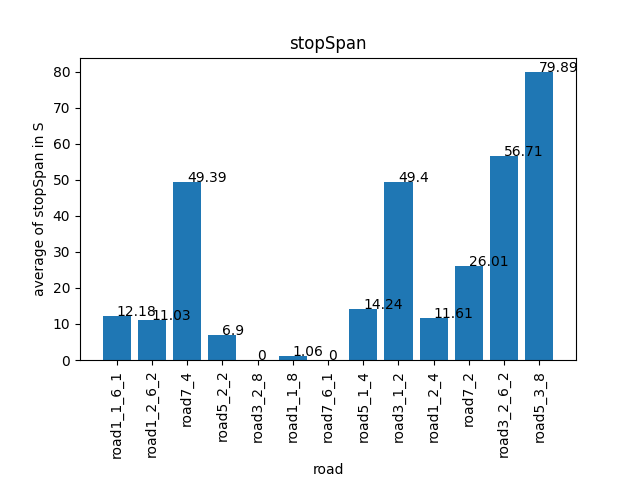 stopSpan
average of stopSpan in S
80
70
60
50
40
30
20
10
0
12.18
11.03
49.39
6.9
0
1.06
0
14.24
49.4
11.61
26.01
56.71
79.89
road1_1_6_1
road1_2_6_2
road7_4
road5_2_2
road3_2_8
road1_1_8
road7_6_1
road5_1_4
road3_1_2
road1_2_4
road7_2
road3_2_6_2
road5_3_8
road